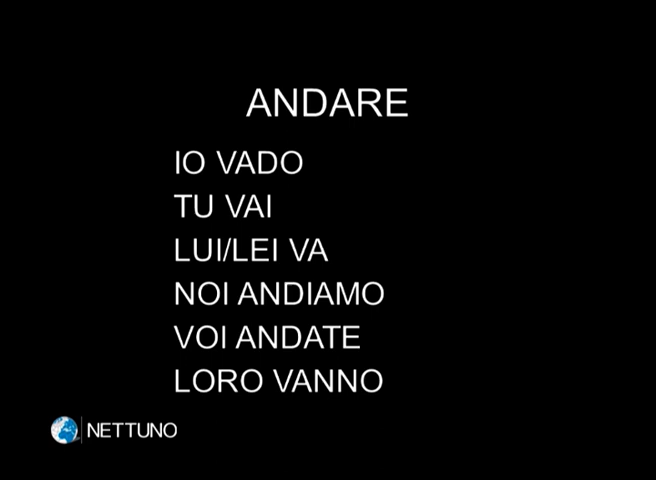 ANDARE
IO VADO
TU VAI
LUI/LEI VA
NOI ANDIAMO
VOI ANDATE
LORO VANNO
NETTUNO